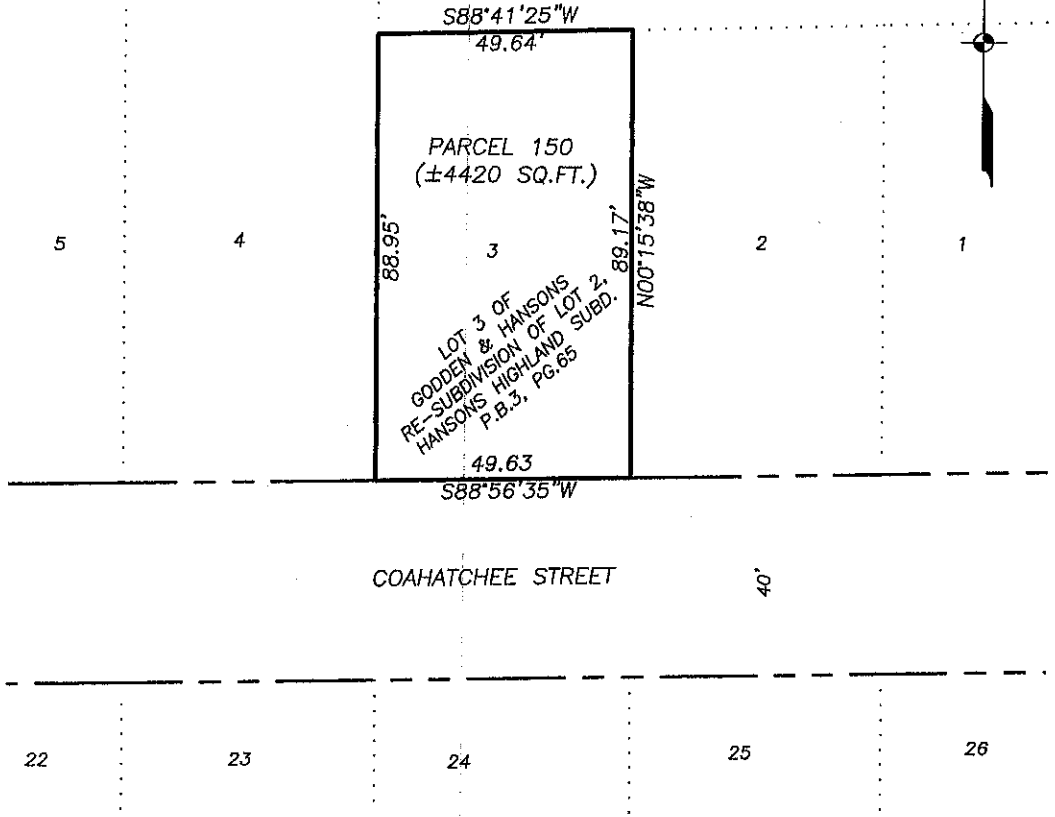 S88°41'25"W
49.64'
PARCEL 150
(±4420 SQ.FT.)
5
4
88.95'
3
89.17'
N00°15'38"W
2
1
LOT 3 OF
GODDEN & HANSONS
RE-SUBDIVISION OF LOT 2,
HANSONS HIGHLAND SUBD.
P.B.3, PG.65
49.63
S88°56'35"W
COAHATCHEE STREET
40'
22
23
24
25
26